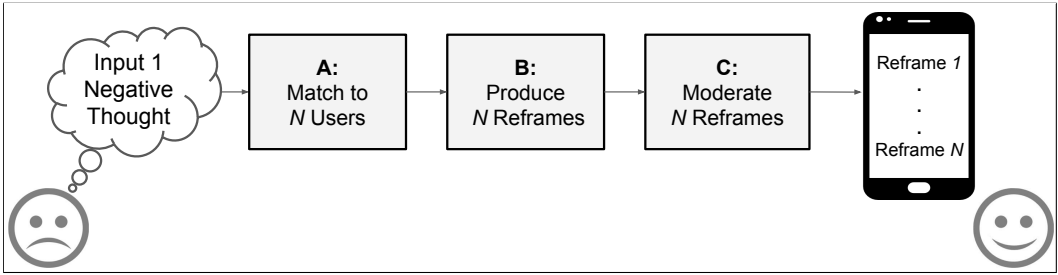 Input 1
Negative
Thought
A:
Match to
N Users
B:
Produce
N Reframes
C:
Moderate
N Reframes
Reframe 1
.
.
.
Reframe N